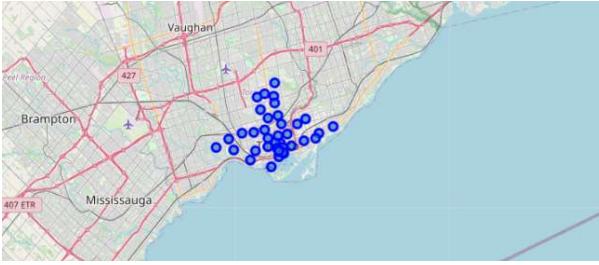 Vaughan
401
427
Peel Region
Brampton
Mississauga
407 ETR